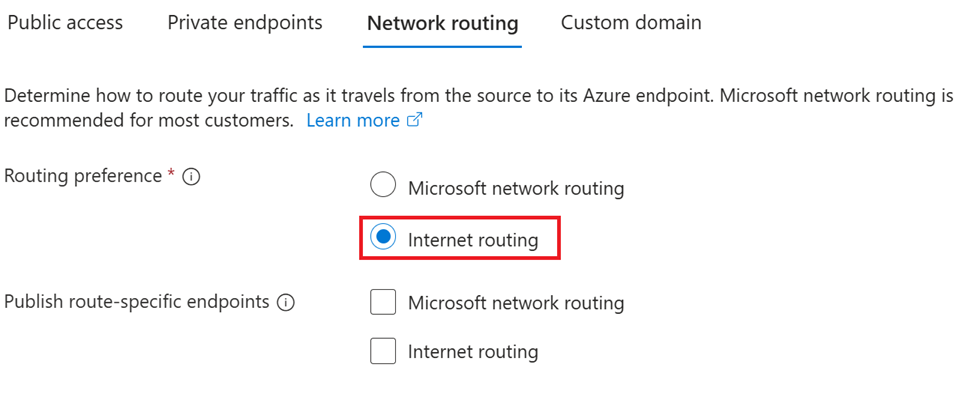 Public access Private endpoints Network routing Custom domain
Determine how to route your traffic as it travels from the source to its Azure endpoint. Microsoft network routing is
recommended for most customers. Learn more
Routing preference *
Microsoft network routing
Internet routing
Publish route-specific endpoints
Microsoft network routing
Internet routing